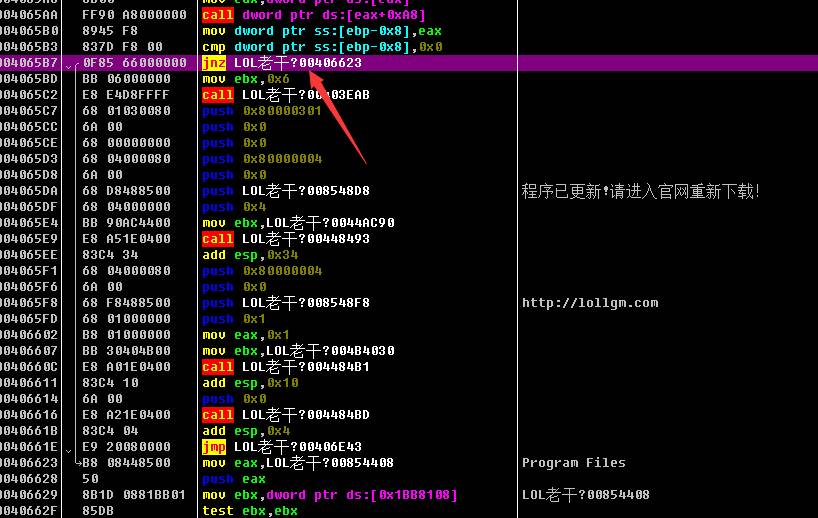 004065AA FF90 A8000000 call dword ptr ds:[eax+0xA8]
004065B0 8945 F8 mov dword ptr ss:[ebp-0x8],eax
004065B3 837D F8 00 cmp dword ptr ss:[ebp-0x8],0x0
004065B7 0F85 66000000 jnz LOL老干?00406623
004065BD BB 06000000 mov ebx,0x6
004065C2 E8 E4D8FFFF call LOL老干?00403EAB
004065C7 68 01030080 push 0x80000301
004065CC 6A 00 push 0x0
004065CE 68 00000000 push 0x0
004065D3 68 04000080 push 0x80000004
004065D8 6A 00 push 0x0
004065DA 68 D8488500 push LOL老干?008548D8 程序已更新!请进入官网重新下载!
004065DF 68 04000000 push 0x4
004065E4 BB 90AC4400 mov ebx,LOL老干?0044AC90
004065E9 E8 A51E0400 call LOL老干?00448493
004065EE 83C4 34 add esp,0x34
004065F1 68 04000080 push 0x80000004
004065F6 6A 00 push 0x0
004065F8 68 F8488500 push LOL老干?008548F8 http://lollgm.com
004065FD 68 01000000 push 0x1
00406602 B8 01000000 mov eax,0x1
00406607 BB 30404B00 mov ebx,LOL老干?004B4030
0040660C E8 A01E0400 call LOL老干?004484B1
00406611 83C4 10 add esp,0x10
00406614 6A 00 push 0x0
00406616 E8 A21E0400 call LOL老干?004484BD
0040661B 83C4 04 add esp,0x4
0040661E E9 20080000 jmp LOL老干?00406E43
00406623 B8 08448500 mov eax,LOL老干?00854408 Program Files
00406628 50 push eax
00406629 8B1D 0881BB01 mov ebx,dword ptr ds:[0x1BB8108] LOL老干?00854408
0040662F 85DB test ebx,ebx